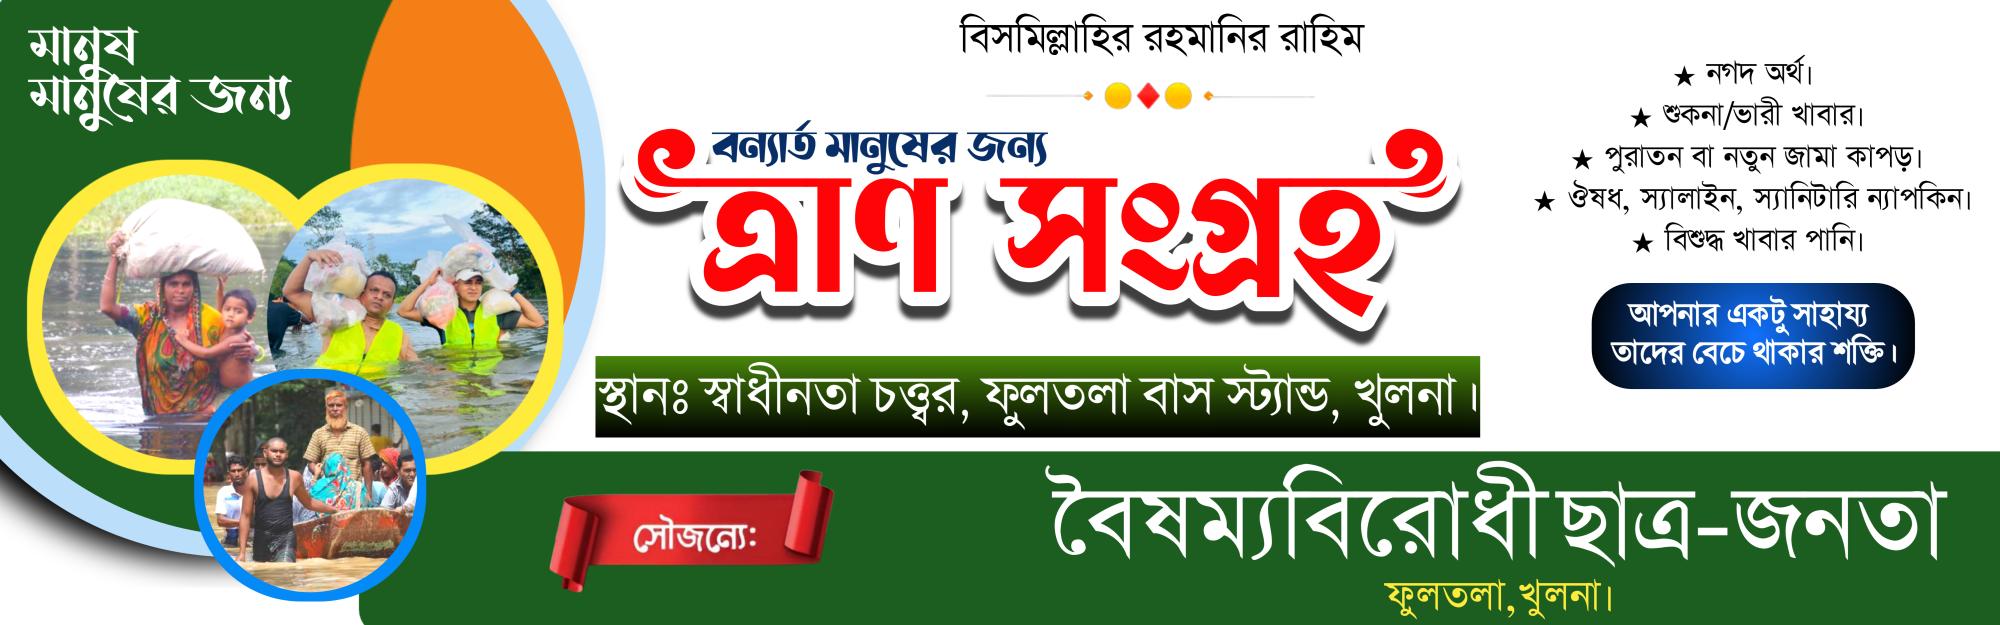 মানুষ
মানুষের জন্য
বিসমিল্লাহির রহমানির রাহিম
বন্যার্ত মানুষের জন্য
ত্রাণ সংগ্রহ
স্থানঃ স্বাধীনতা চত্ত্বর, ফুলতলা বাস স্ট্যান্ড, খুলনা।
★ নগদ অর্থ।
★ শুকনা/ভারী খাবার।
★ পুরাতন বা নতুন জামা কাপড়।
★ ঔষধ, স্যালাইন, স্যানিটারি ন্যাপকিন।
★ বিশুদ্ধ খাবার পানি।
আপনার একটু সাহায্য
তাদের বেচে থাকার শক্তি।
সৌজন্যে:
বৈষম্যবিরোধী ছাত্র-জনতা
ফুলতলা,খুলনা।